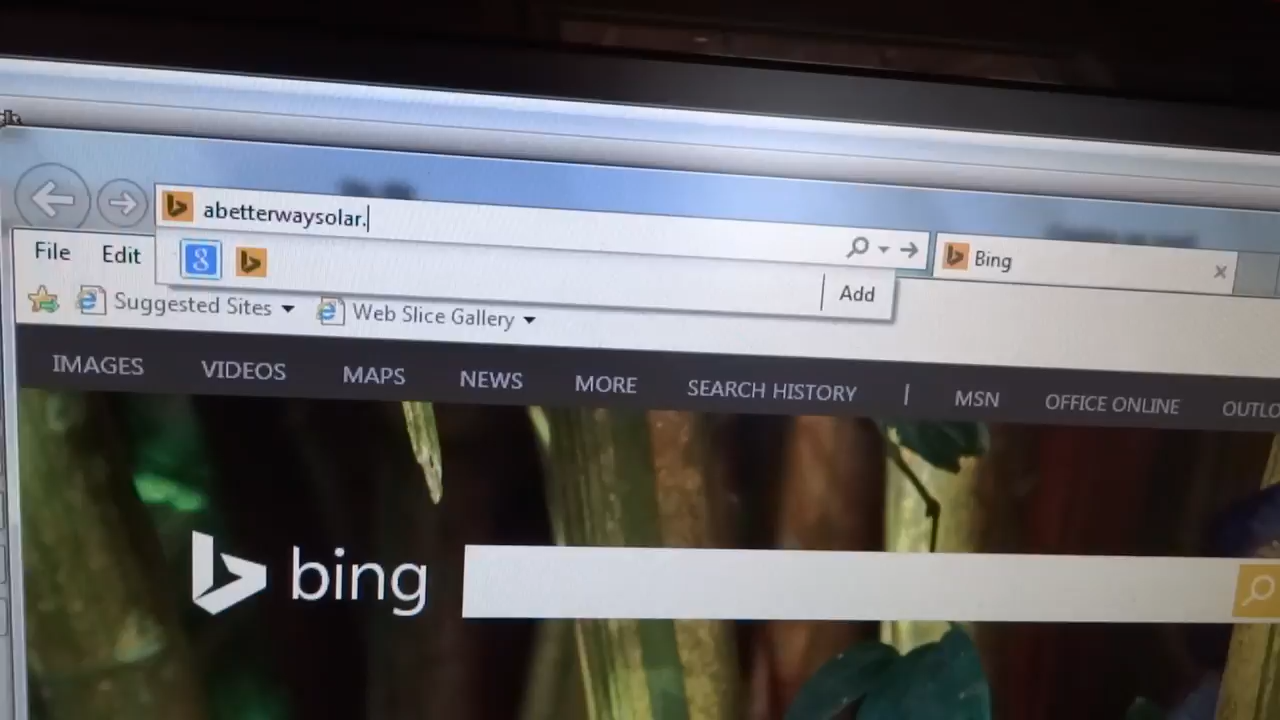 abetterwaysolar.
Bing
File Edit
Add
Suggested Sites Web Slice Gallery
IMAGES VIDEOS MAPS NEWS MORE SEARCH HISTORY | MSN OFFICE ONLINE OUTLO
bing